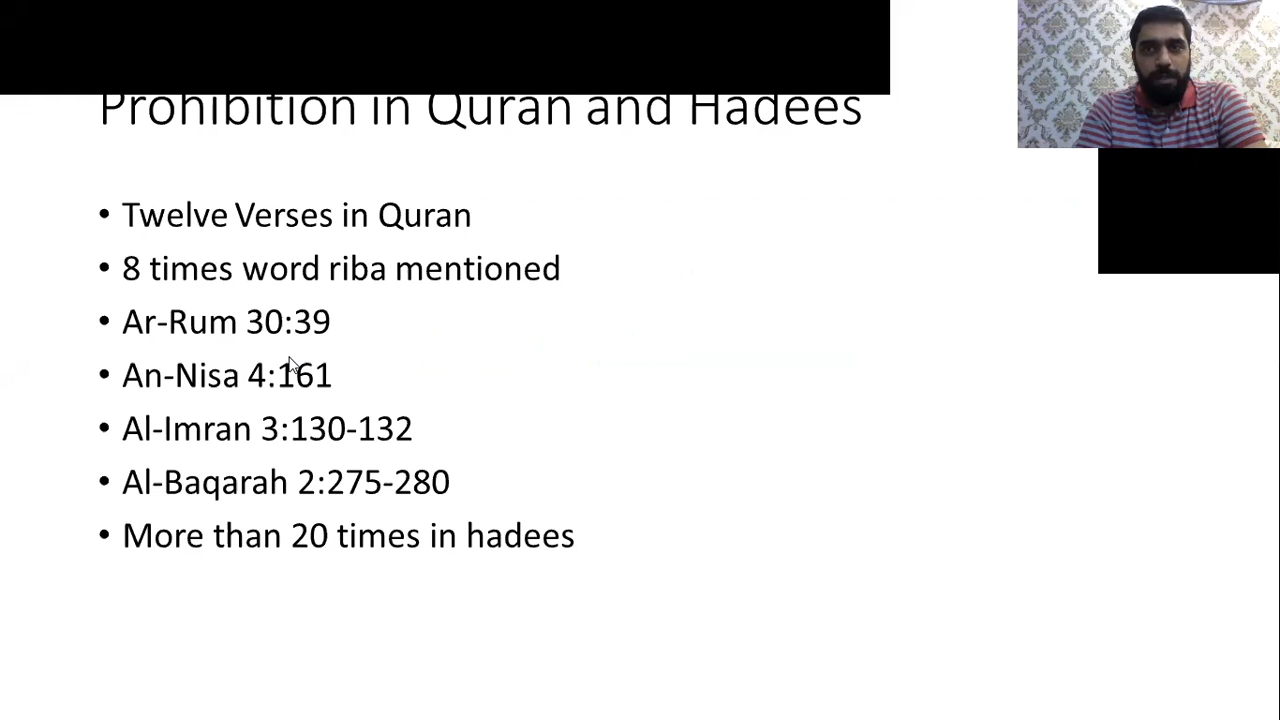 Prohibition in Quran and Hadees
• Twelve Verses in Quran
• 8 times word riba mentioned
• Ar-Rum 30:39
• An-Nisa 4:161
• Al-Imran 3:130-132
• Al-Baqarah 2:275-280
• More than 20 times in hadees